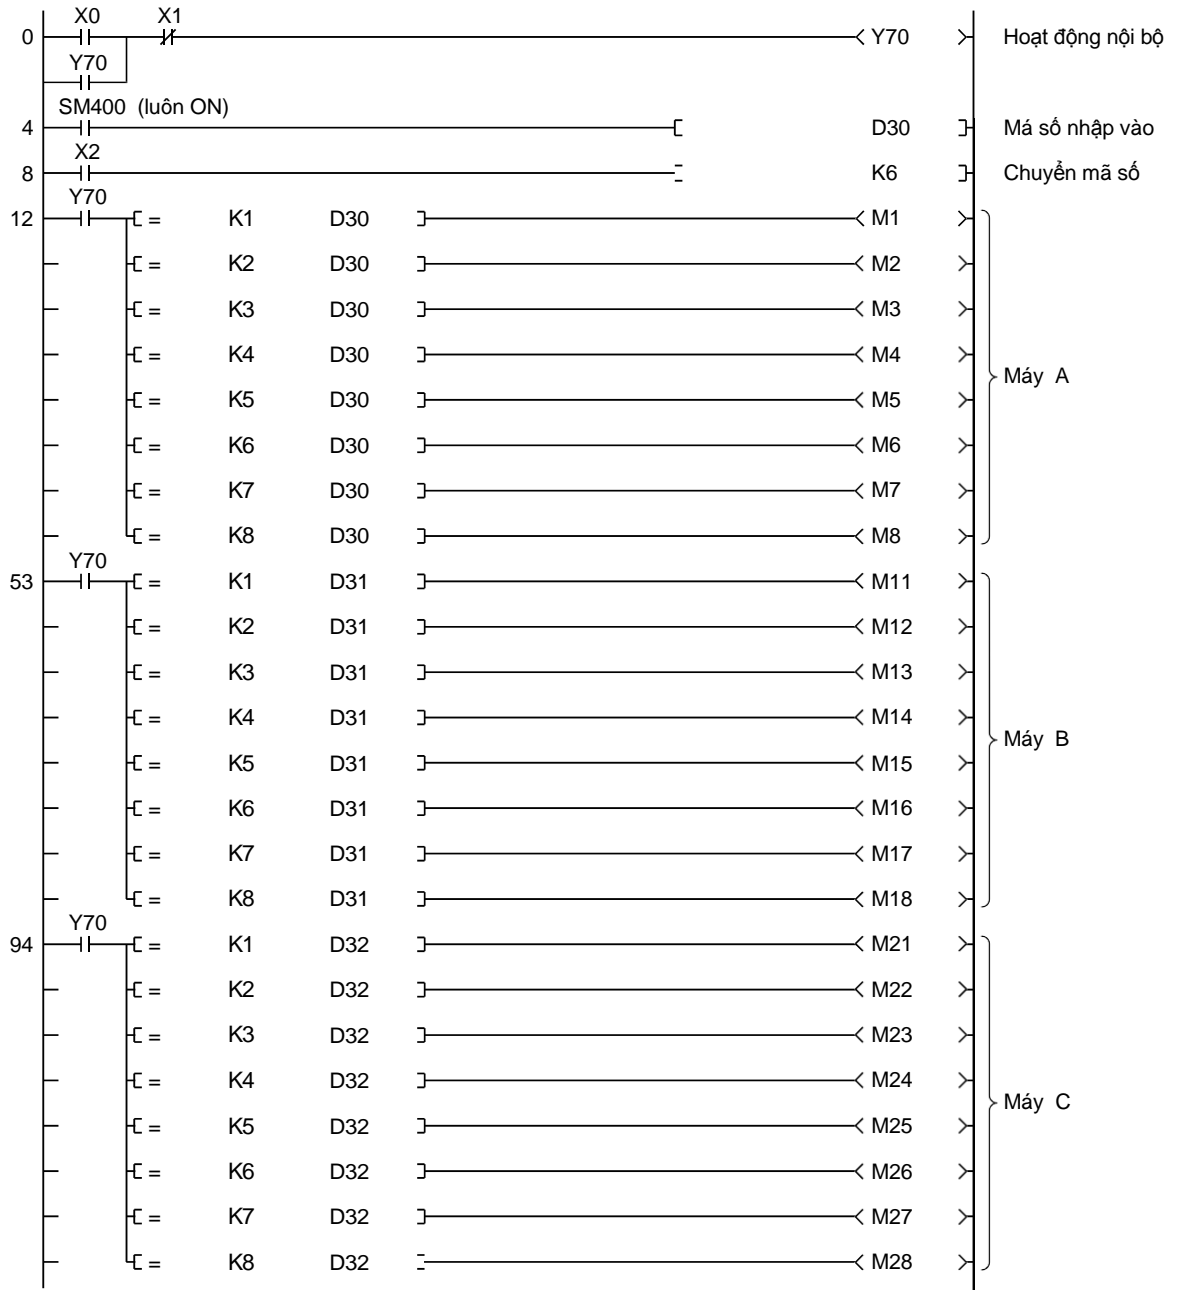 X0 X1
0 Y70 Hoạt động nội bộ
Y70
SM400 (luôn ON)
4 D30 Má số nhập vào
X2
8 K6 Chuyển mã số
Y70
12 = K1 D30 M1
= K2 D30 M2
= K3 D30 M3
= K4 D30 M4
Máy A
= K5 D30 M5
= K6 D30 M6
= K7 D30 M7
= K8 D30 M8
Y70
53 = K1 D31 M11
= K2 D31 M12
= K3 D31 M13
= K4 D31 M14
Máy B
= K5 D31 M15
= K6 D31 M16
= K7 D31 M17
= K8 D31 M18
Y70
94 = K1 D32 M21
= K2 D32 M22
= K3 D32 M23
= K4 D32 M24
Máy C
= K5 D32 M25
= K6 D32 M26
= K7 D32 M27
= K8 D32 M28